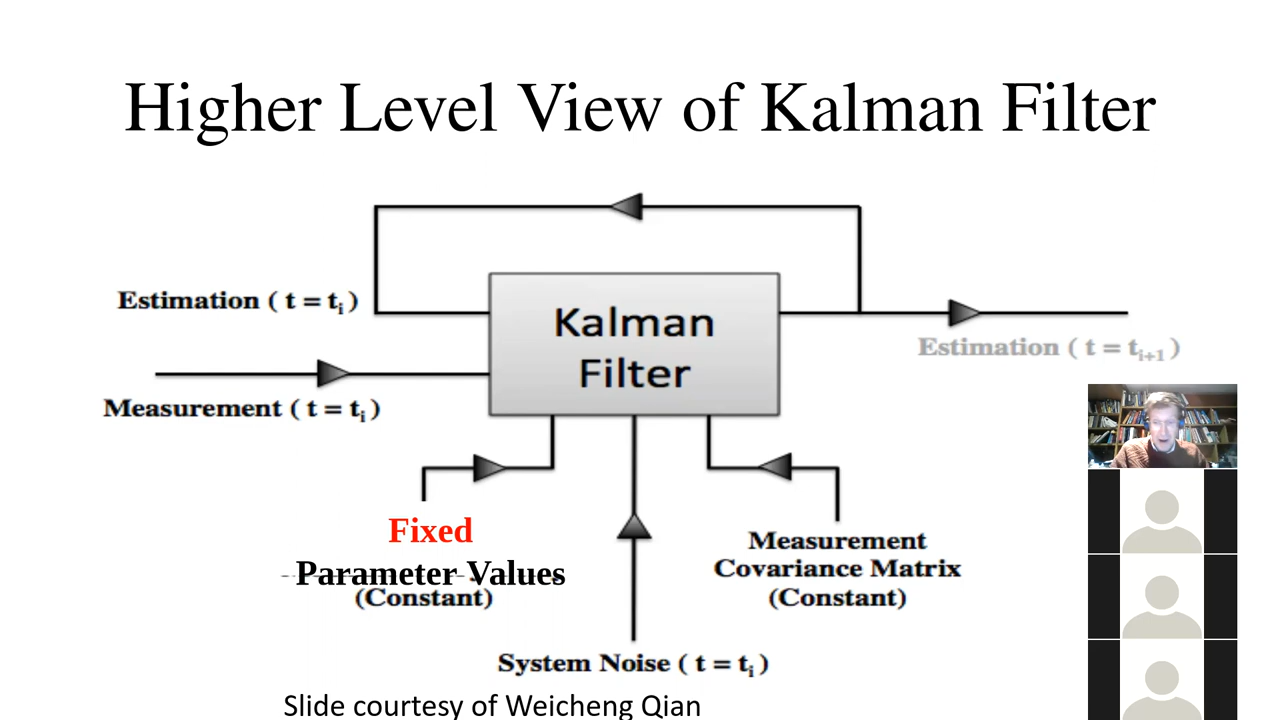 Higher Level View of Kalman Filter
Estimation ( t = tᵢ )
Kalman
Filter
Estimation ( t = tᵢ₊₁ )
Measurement ( t = tᵢ )
Fixed
Parameter Values
(Constant)
Measurement
Covariance Matrix
(Constant)
System Noise ( t = tᵢ )
Slide courtesy of Weicheng Qian